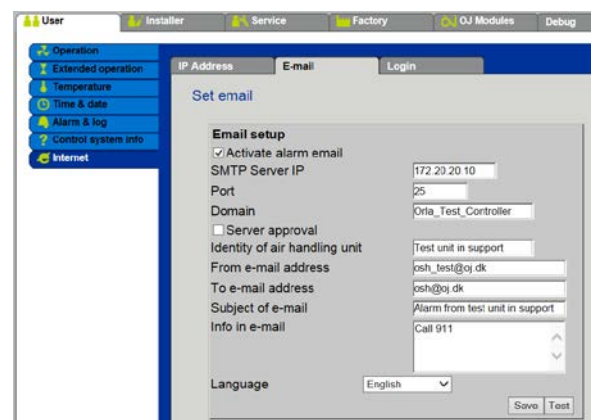 User Installer Service Factory OJ Modules Debug
Operation
Extended operation
Temperature
Time & date
Alarm & log
Control system info
Internet
IP Address E-mail Login
Set email
Email setup
Activate alarm email
SMTP Server IP 172.20.20.10
Port 25
Domain Orla_Test_Controller
Server approval
Identity of air handling unit Test unit in support
From e-mail address osh_test@oj.dk
To e-mail address osh@oj.dk
Subject of e-mail Alarm from test unit in support
Info in e-mail Call 911
Language English
Save Test